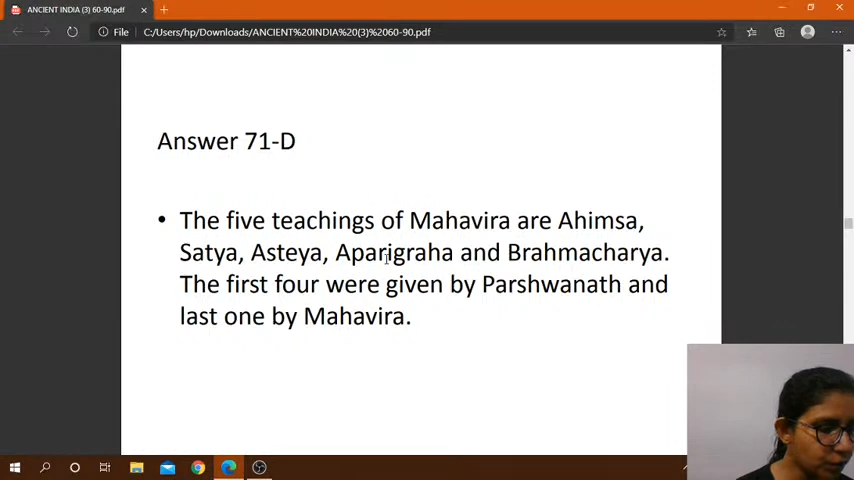 ANCIENT INDIA (3) 60-90.pdf
File
C:/Users/hp/Downloads/ANCIENT%20INDIA%20(3)%2060-90.pdf
Answer 71-D
• The five teachings of Mahavira are Ahimsa,
Satya, Asteya, Aparigraha and Brahmacharya.
The first four were given by Parshwanath and
last one by Mahavira.